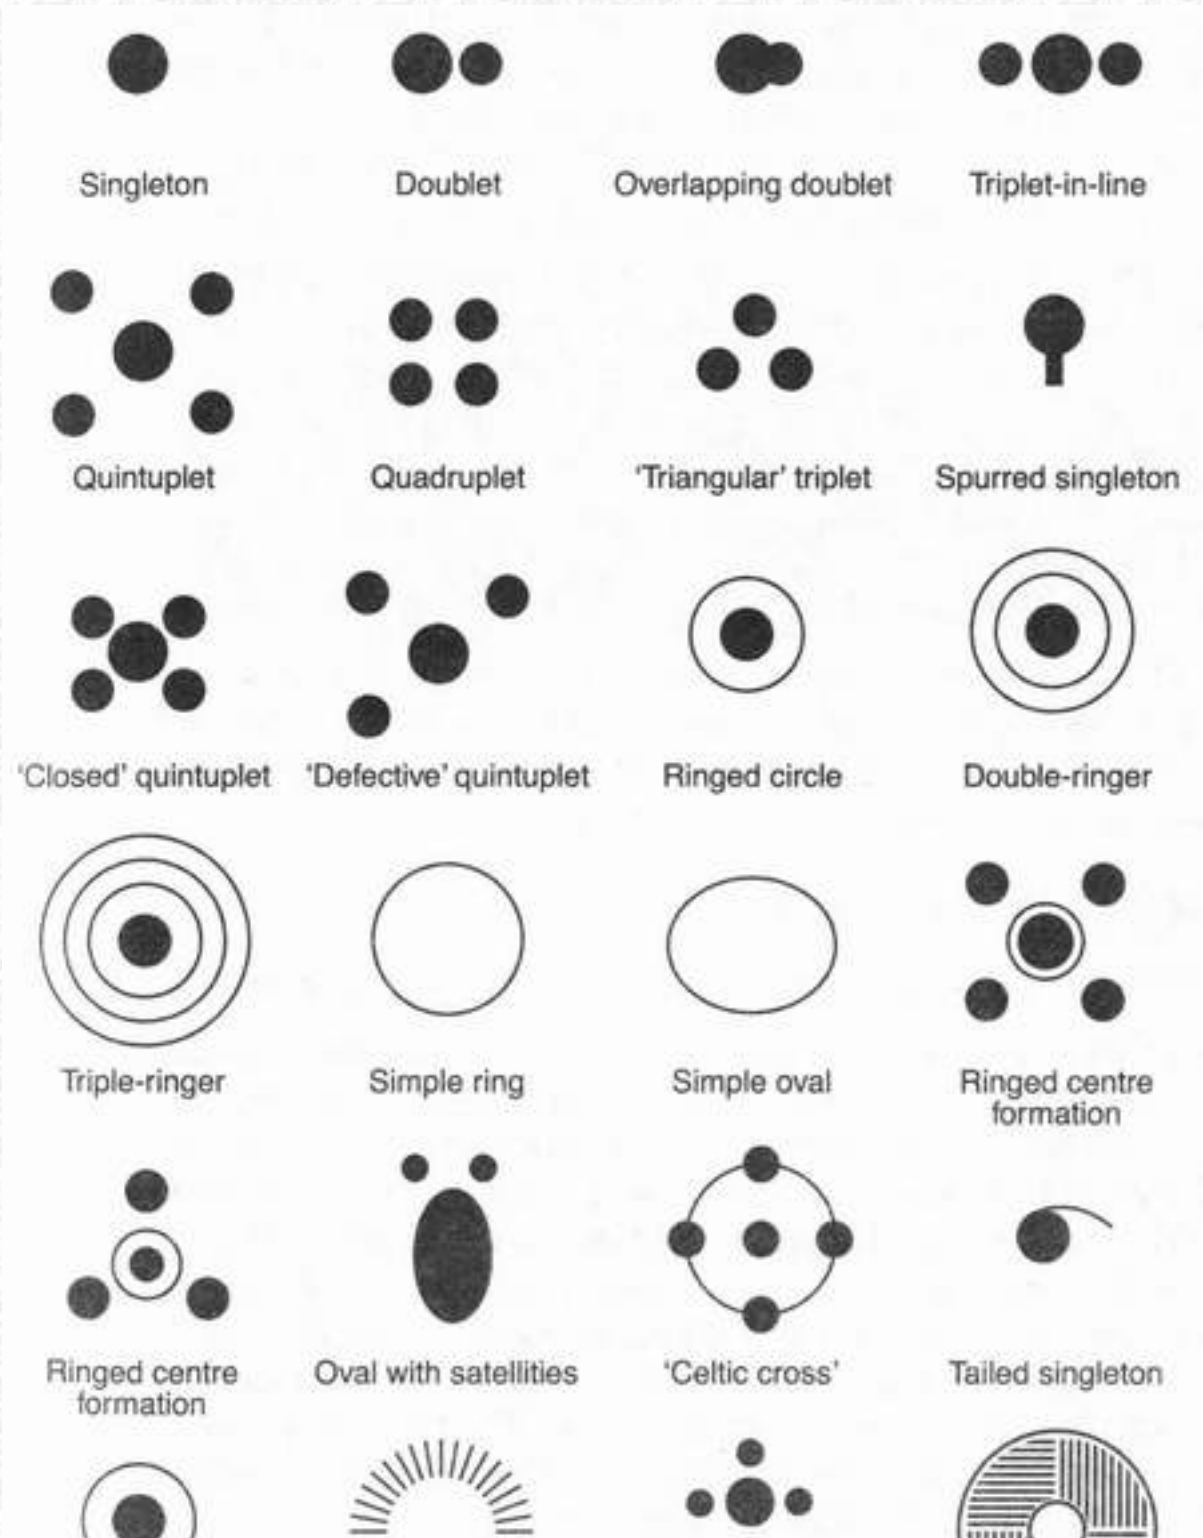 Singleton
Doublet
Overlapping doublet
Triplet-in-line
Quintuplet
Quadruplet
'Triangular' triplet
Spurred singleton
'Closed' quintuplet
'Defective' quintuplet
Ringed circle
Double-ringer
Triple-ringer
Simple ring
Simple oval
Ringed centre
formation
Ringed centre
formation
Oval with satellities
'Celtic cross'
Tailed singleton